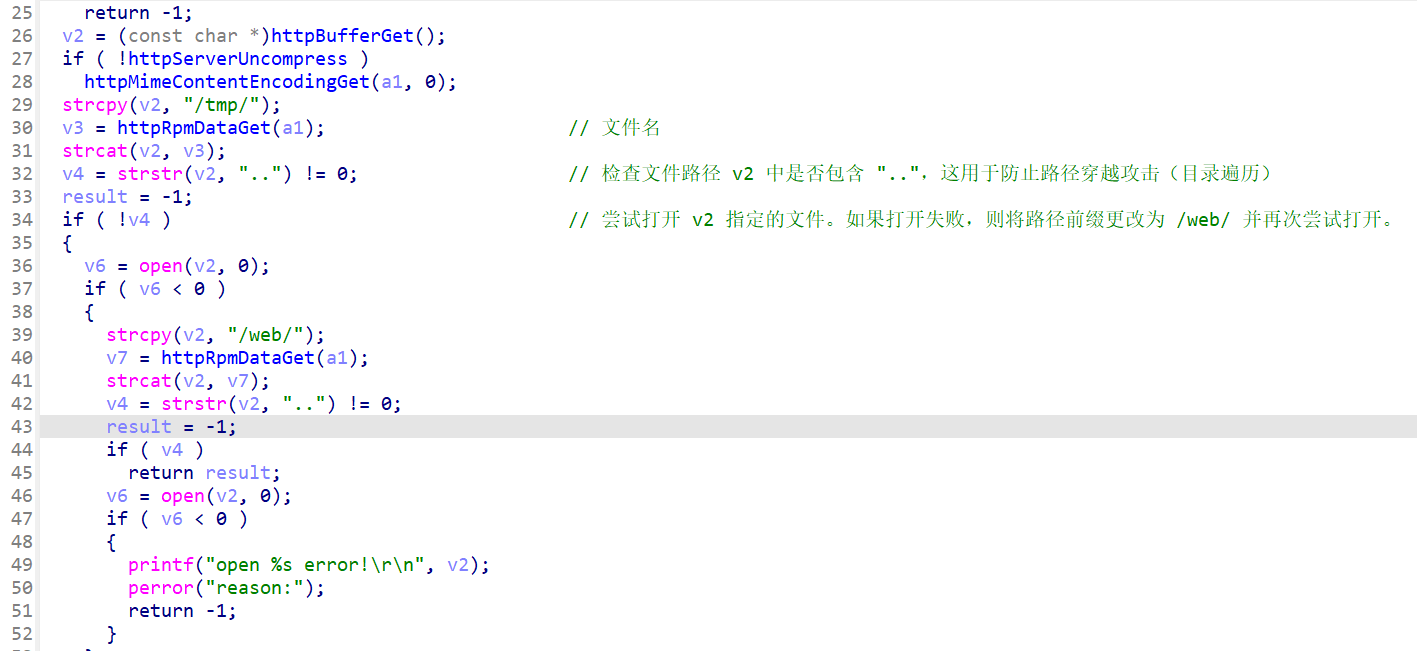 25 return -1;
26 v2 = (const char *)httpBufferGet();
27 if ( !httpServerUncompress )
28 httpMimeContentEncodingGet(a1, 0);
29 strcpy(v2, "/tmp/");
30 v3 = httpRpmDataGet(a1); // 文件名
31 strcat(v2, v3);
32 v4 = strstr(v2, "..") != 0; // 检查文件路径 v2 中是否包含 "..", 这用于防止路径穿越攻击（目录遍历）
33 result = -1;
34 if ( !v4 ) // 尝试打开 v2 指定的文件。如果打开失败，则将路径前缀更改为 /web/ 并再次尝试打开。
35 {
36 v6 = open(v2, 0);
37 if ( v6 < 0 )
38 {
39 strcpy(v2, "/web/");
40 v7 = httpRpmDataGet(a1);
41 strcat(v2, v7);
42 v4 = strstr(v2, "..") != 0;
43 result = -1;
44 if ( v4 )
45 return result;
46 v6 = open(v2, 0);
47 if ( v6 < 0 )
48 {
49 printf("open %s error!\r\n", v2);
50 perror("reason:");
51 return -1;
52 }